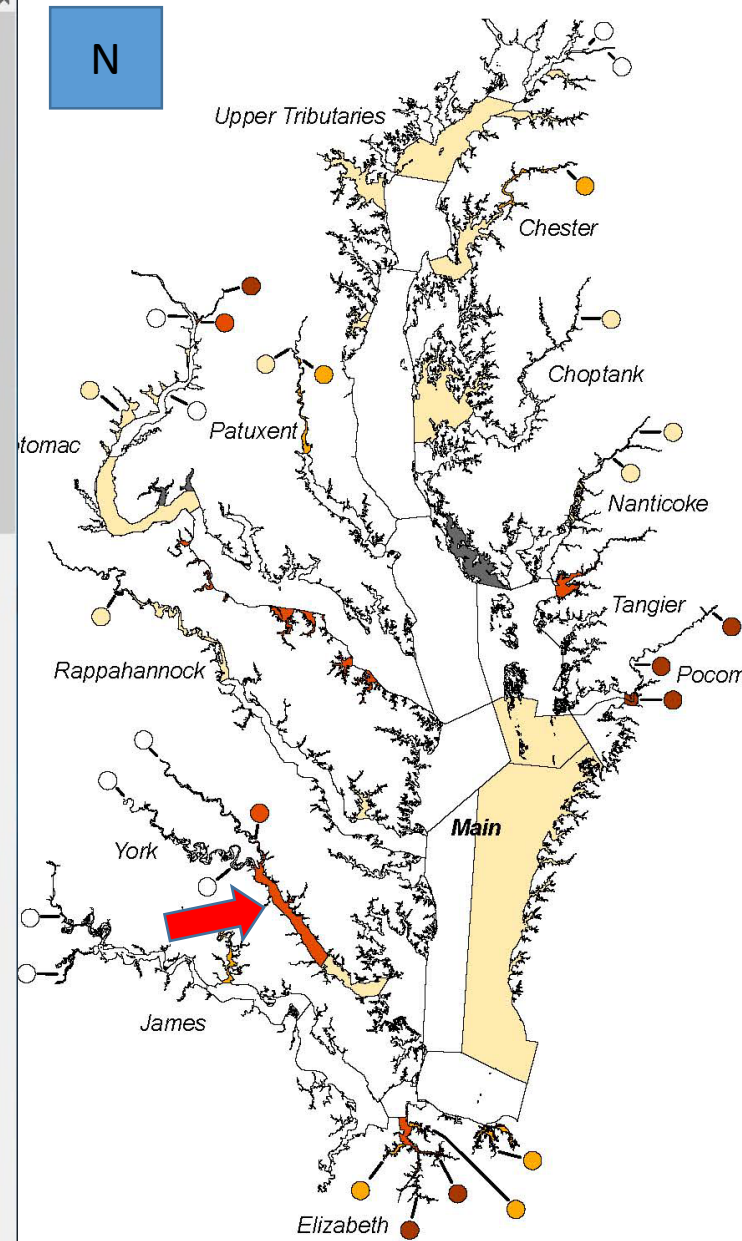 N
Upper Tributaries
Chester
Choptank
Patuxent
tomac
Nanticoke
Tangier
Rappahannock
Pocom
Main
York
James
Elizabeth